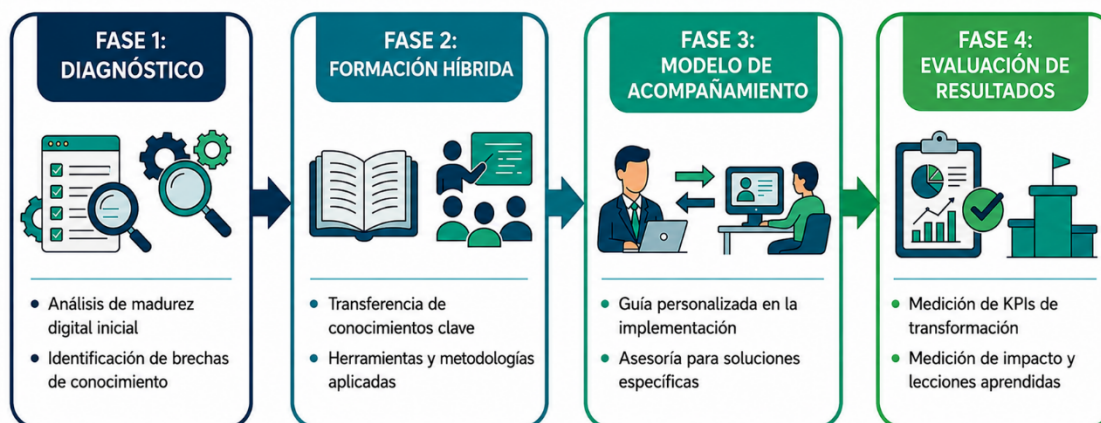 FASE 1:
DIAGNÓSTICO
• Análisis de madurez
digital inicial
• Identificación de brechas
de conocimiento
FASE 2:
FORMACIÓN HÍBRIDA
• Transferencia de
conocimientos clave
• Herramientas y metodologías
aplicadas
FASE 3:
MODELO DE
ACOMPAÑAMIENTO
• Guía personalizada en la
implementación
• Asesoría para soluciones
específicas
FASE 4:
EVALUACIÓN DE
RESULTADOS
• Medición de KPIs de
transformación
• Medición de impacto y
lecciones aprendidas